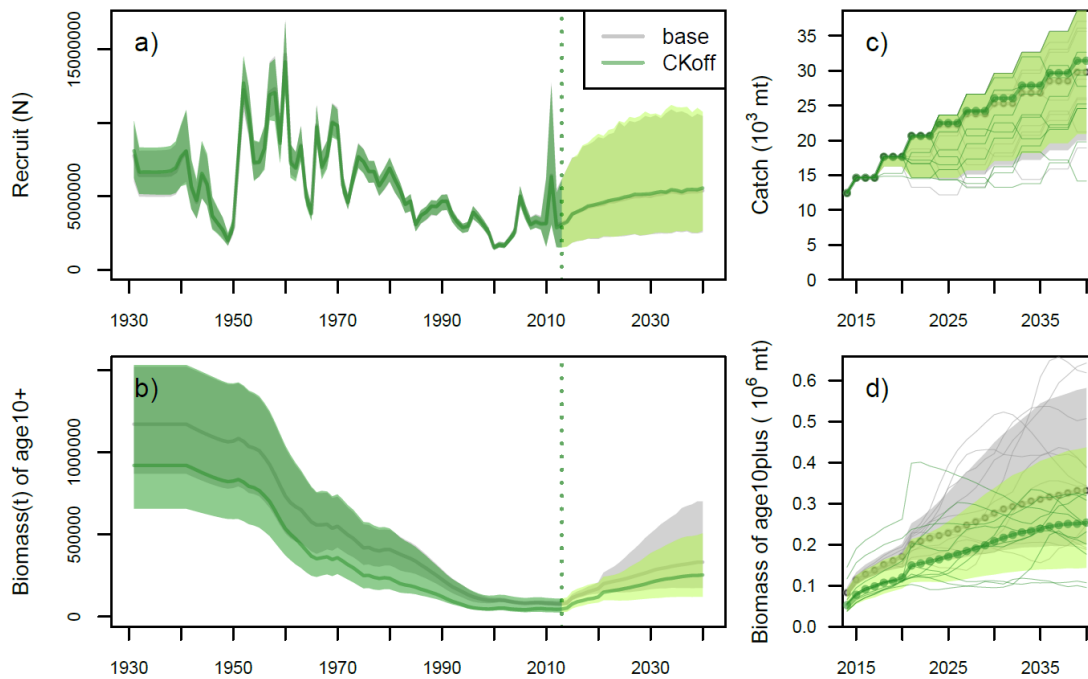 a)
base
CKoff
Recruit (N)
0 5000000 15000000
1930 1950 1970 1990 2010 2030
c)
Catch (10³ mt)
0 5 10 15 20 25 30 35
2015 2025 2035
b)
Biomass(t) of age10+
0 500000 1000000
1930 1950 1970 1990 2010 2030
d)
Biomass of age10plus ( 10⁶ mt)
0.0 0.1 0.2 0.3 0.4 0.5 0.6
2015 2025 2035